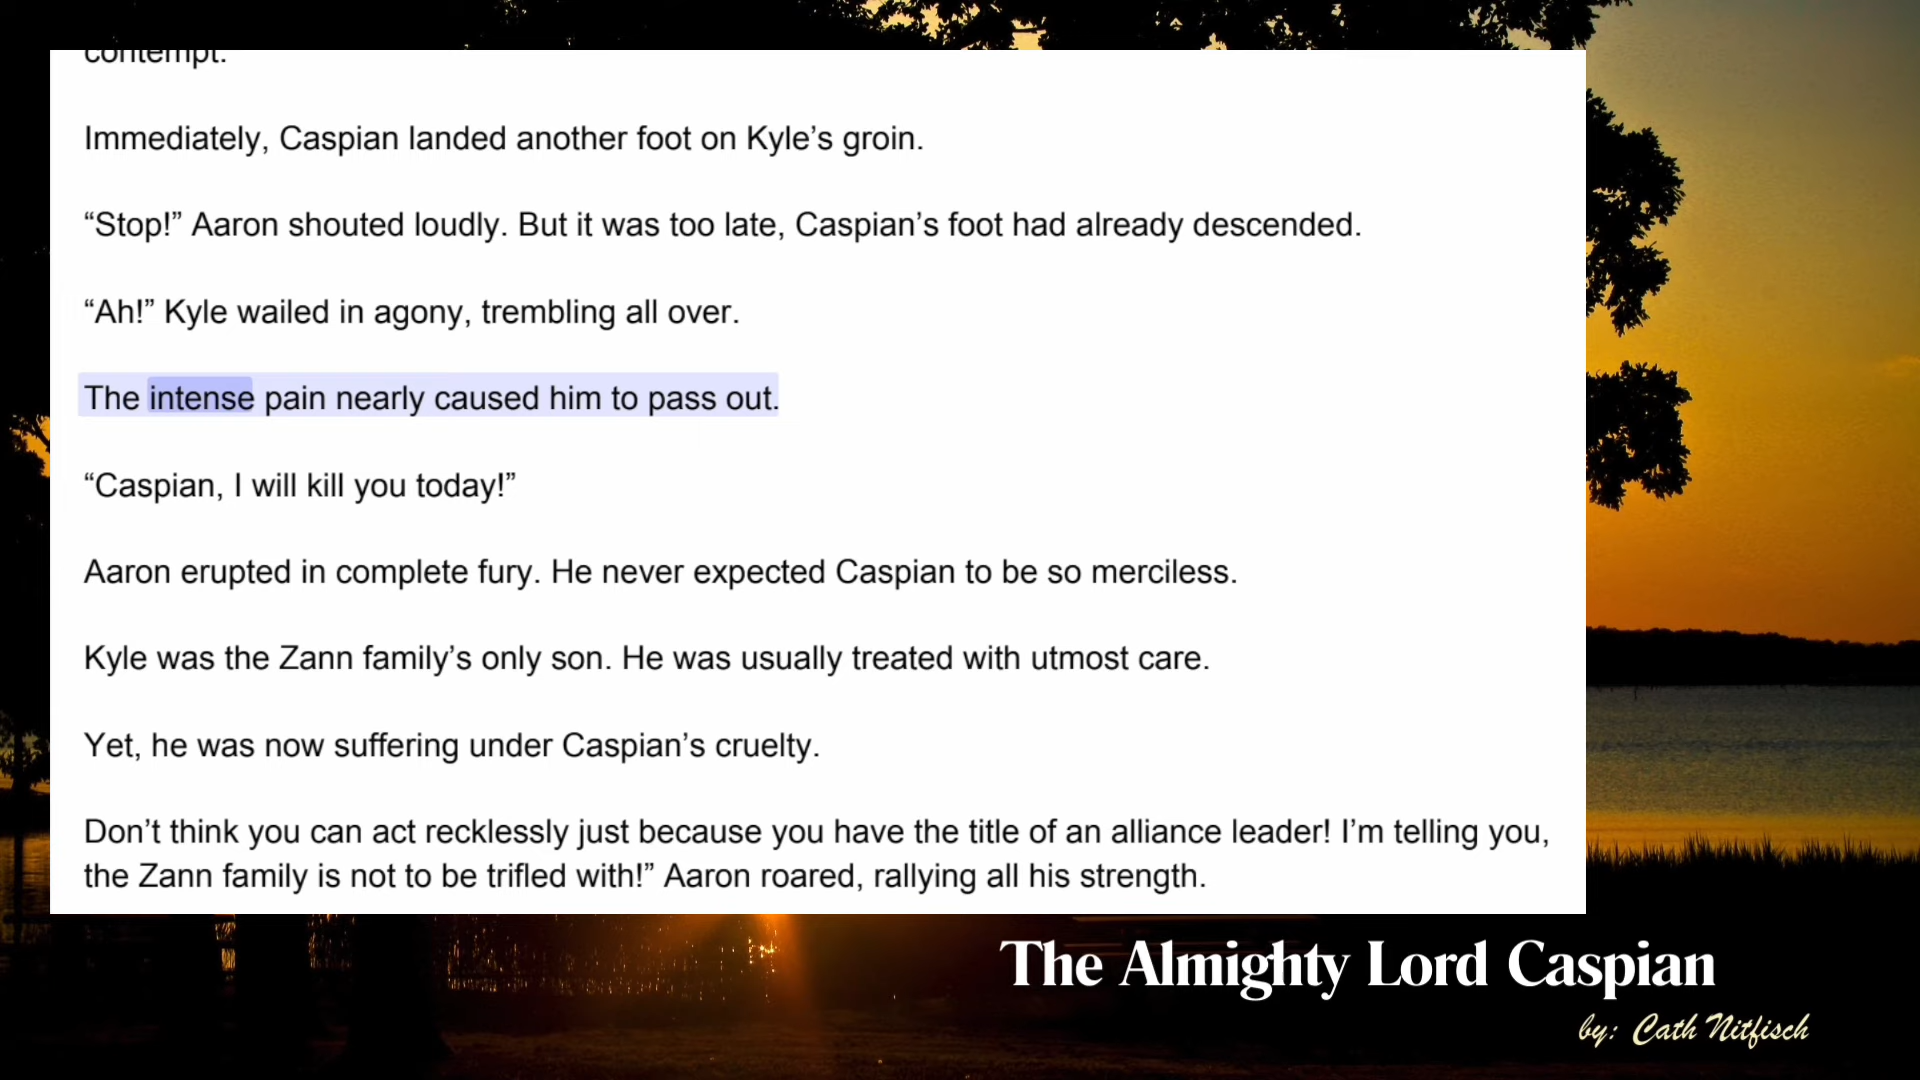 contempt.
Immediately, Caspian landed another foot on Kyle’s groin.
“Stop!” Aaron shouted loudly. But it was too late, Caspian’s foot had already descended.
“Ah!” Kyle wailed in agony, trembling all over.
The intense pain nearly caused him to pass out.
“Caspian, I will kill you today!”
Aaron erupted in complete fury. He never expected Caspian to be so merciless.
Kyle was the Zann family’s only son. He was usually treated with utmost care.
Yet, he was now suffering under Caspian’s cruelty.
Don’t think you can act recklessly just because you have the title of an alliance leader! I’m telling you,
the Zann family is not to be trifled with!” Aaron roared, rallying all his strength.
The Almighty Lord Caspian
by: Cath Nitfisch